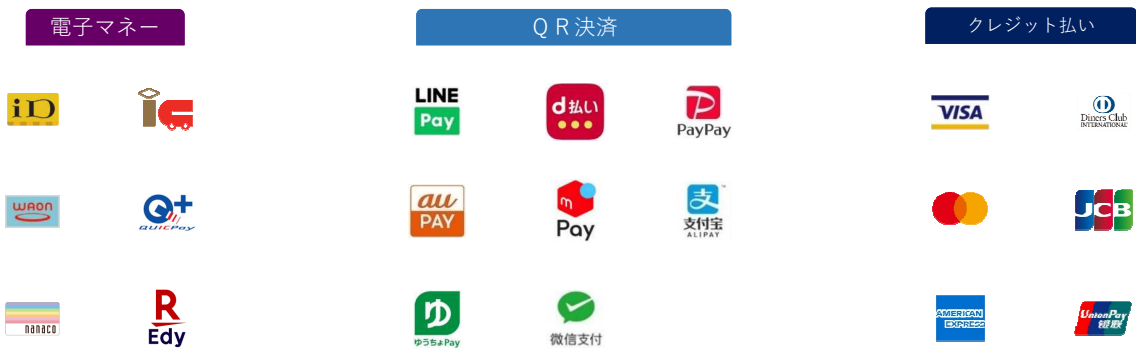 電子マネー
iD
WAON
QUICPay
nanaco
R
Edy
ＱＲ決済
LINE
Pay
d払い
PayPay
au
PAY
m
Pay
支
支付宝
ALIPAY
ゆ
ゆうちょPay
微信支付
クレジット払い
VISA
Diners Club
INTERNATIONAL
JCB
AMERICAN
EXPRESS
UnionPay
银联